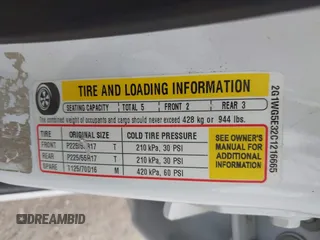 TIRE AND LOADING INFORMATION
SEATING CAPACITY TOTAL 5 FRONT 2 REAR 3
The combined weight of occupants and cargo should never exceed 428 kg or 944 lbs.
TIRE ORIGINAL SIZE COLD TIRE PRESSURE
FRONT P225/55R17 T 210 kPa, 30 PSI
REAR P225/55R17 T 210 kPa, 30 PSI
SPARE T125/70D16 M 420 kPa, 60 PSI
SEE OWNER'S
MANUAL FOR
ADDITIONAL
INFORMATION
2G1WG5E32C1216665
DREAMBID